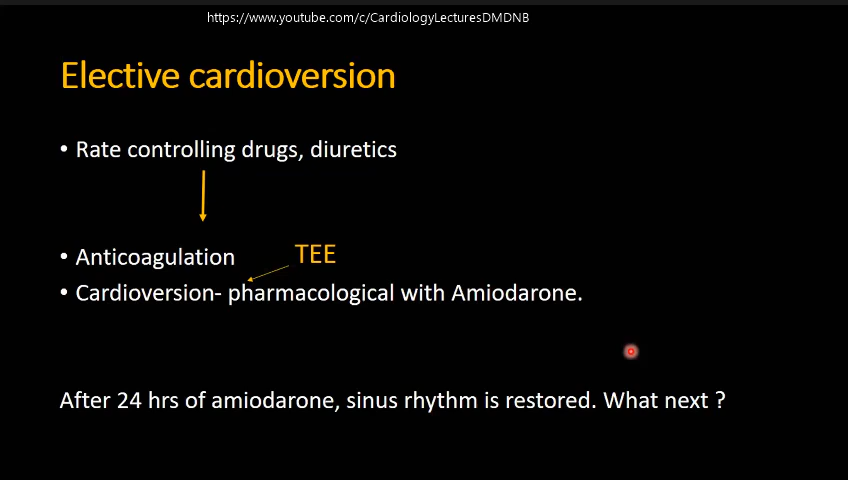 https://www.youtube.com/c/CardiologyLecturesDMDNB
Elective cardioversion
• Rate controlling drugs, diuretics
TEE
• Anticoagulation
• Cardioversion- pharmacological with Amiodarone.
After 24 hrs of amiodarone, sinus rhythm is restored. What next ?